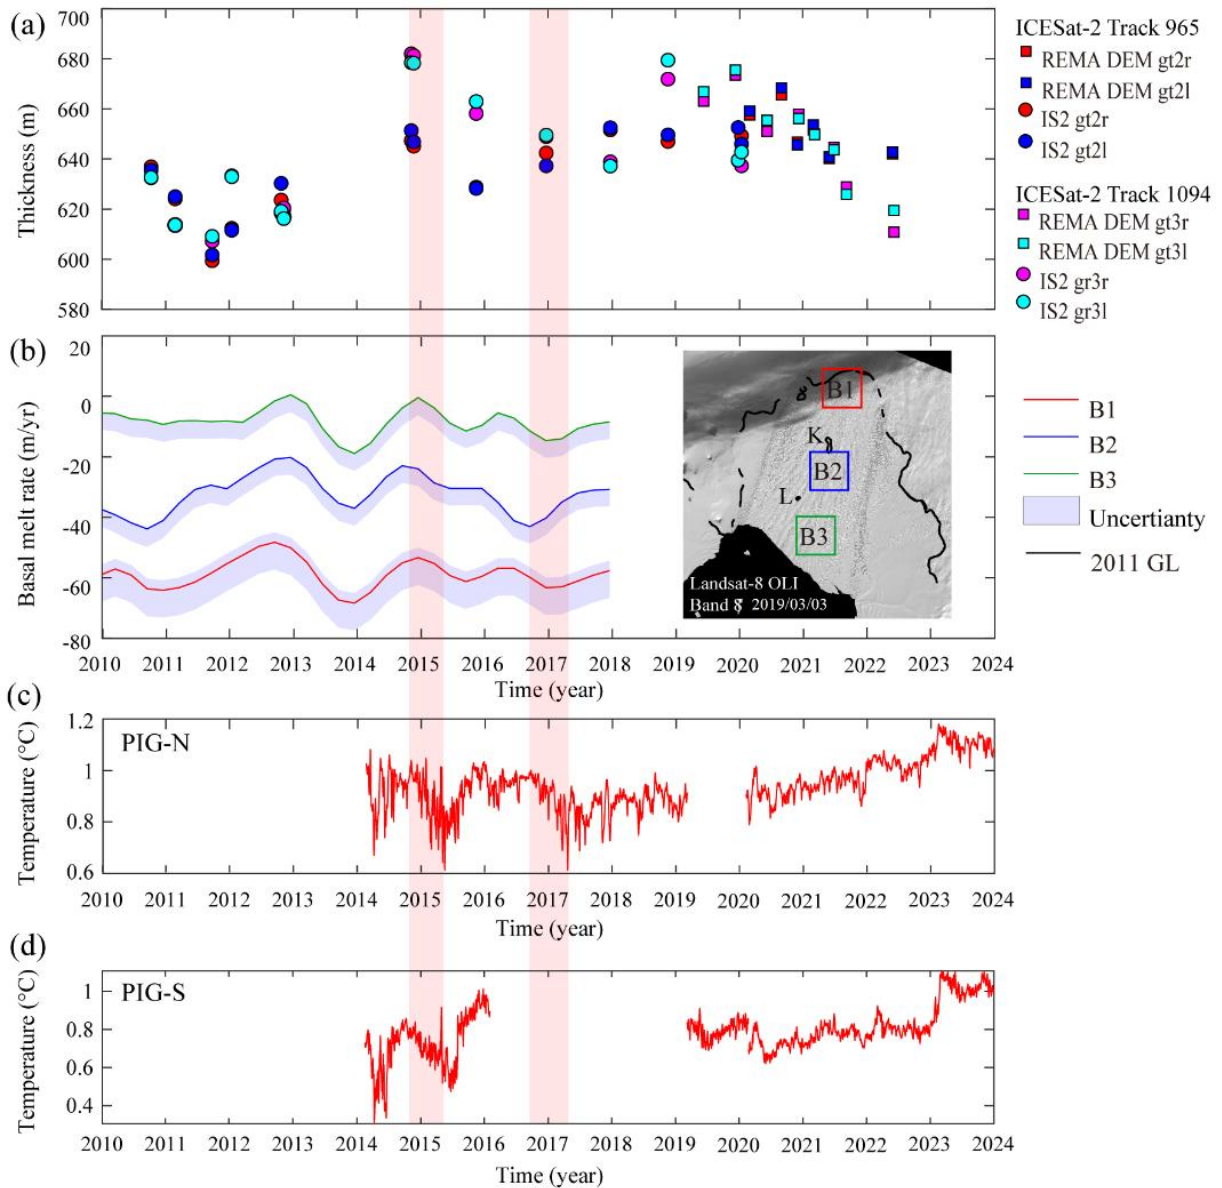 (a)
700
680
660
640
620
600
580
Thickness (m)
ICESat-2 Track 965
REMA DEM gt2r
REMA DEM gt2l
IS2 gt2r
IS2 gt2l
ICESat-2 Track 1094
REMA DEM gt3r
REMA DEM gt3l
IS2 gr3r
IS2 gr3l
(b)
20
0
-20
-40
-60
-80
Basal melt rate (m/yr)
B1
K
B2
L
B3
Landsat-8 OLI
Band 8 2019/03/03
B1
B2
B3
Uncertianty
2011 GL
2010 2011 2012 2013 2014 2015 2016 2017 2018 2019 2020 2021 2022 2023 2024
Time (year)
(c)
1.2
1
0.8
0.6
Temperature (°C)
PIG-N
2010 2011 2012 2013 2014 2015 2016 2017 2018 2019 2020 2021 2022 2023 2024
Time (year)
(d)
1
0.8
0.6
0.4
Temperature (°C)
PIG-S
2010 2011 2012 2013 2014 2015 2016 2017 2018 2019 2020 2021 2022 2023 2024
Time (year)